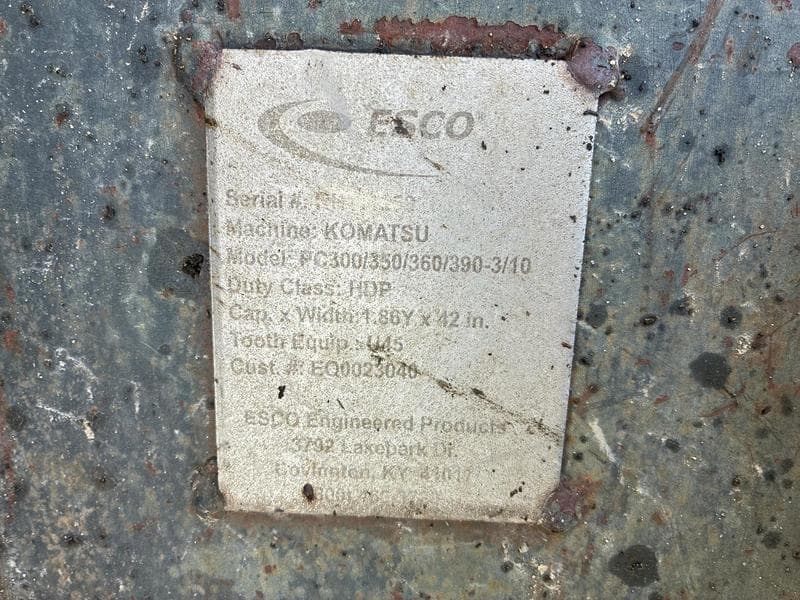 ESCO
Serial #:
Machine: KOMATSU
Model: PC300/350/360/390-3/10
Duty Class: HDP
Cap. x Width:1.86Y x 42 in.
Tooth Equip.: U45
Cust. #: EQ0023040
ESCO Engineered Products
3792 Lakepark Dr.
Covington, KY 41017